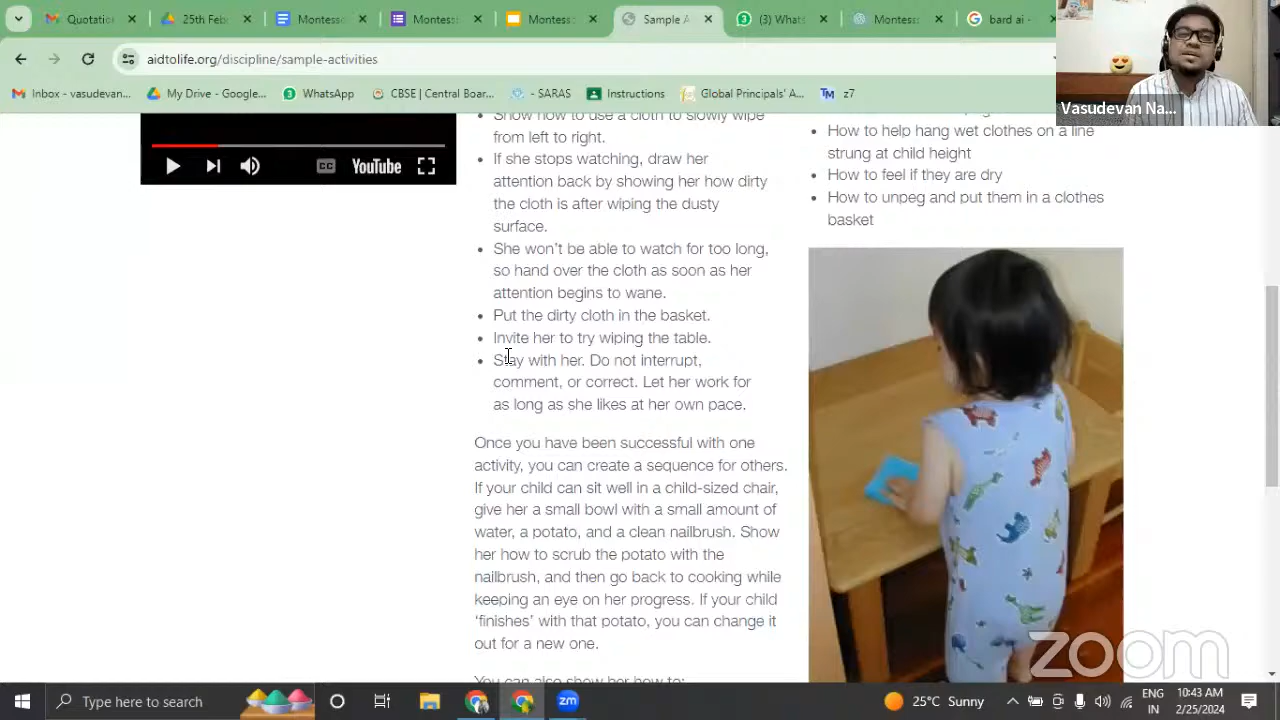 Quotatic
25th Feb
Montesso
Montess
Montess
Sample A
(3) Whats
Montess
bard ai -
aidtolife.org/discipline/sample-activities
Inbox - vasudevan...
My Drive - Google...
WhatsApp
CBSE | Central Boar...
- SARAS
Instructions
Global Principals' A...
z7
Vasudevan Na...
Show how to use a cloth to slowly wipe
from left to right.
If she stops watching, draw her
attention back by showing her how dirty
the cloth is after wiping the dusty
surface.
She won't be able to watch for too long,
so hand over the cloth as soon as her
attention begins to wane.
Put the dirty cloth in the basket.
Invite her to try wiping the table.
Stay with her. Do not interrupt,
comment, or correct. Let her work for
as long as she likes at her own pace.
Once you have been successful with one
activity, you can create a sequence for others.
If your child can sit well in a child-sized chair,
give her a small bowl with a small amount of
water, a potato, and a clean nailbrush. Show
her how to scrub the potato with the
nailbrush, and then go back to cooking while
keeping an eye on her progress. If your child
'finishes' with that potato, you can change it
out for a new one.
You can also show her how to:
How to help hang wet clothes on a line
strung at child height
How to feel if they are dry
How to unpeg and put them in a clothes
basket
CC
YouTube
zoom
Type here to search
zm
25°C Sunny
ENG
IN
10:43 AM
2/25/2024